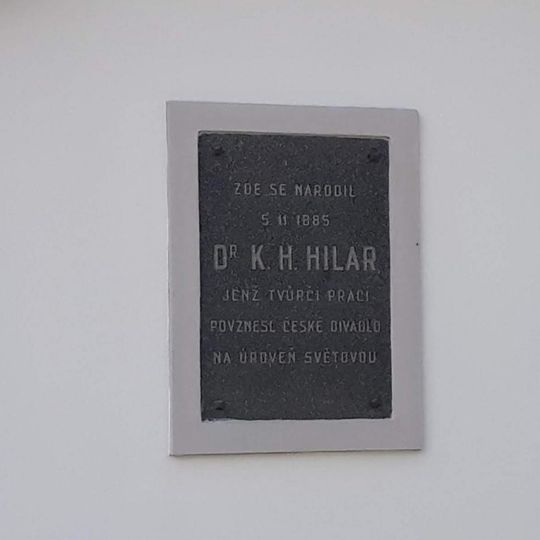 ZDE SE NARODIL
5 11 1885
DR K. H. HILAR
JENŽ TVŮRČÍ PRACÍ
POVZNESL ČESKÉ DIVADLO
NA ÚROVEŇ SVĚTOVOU